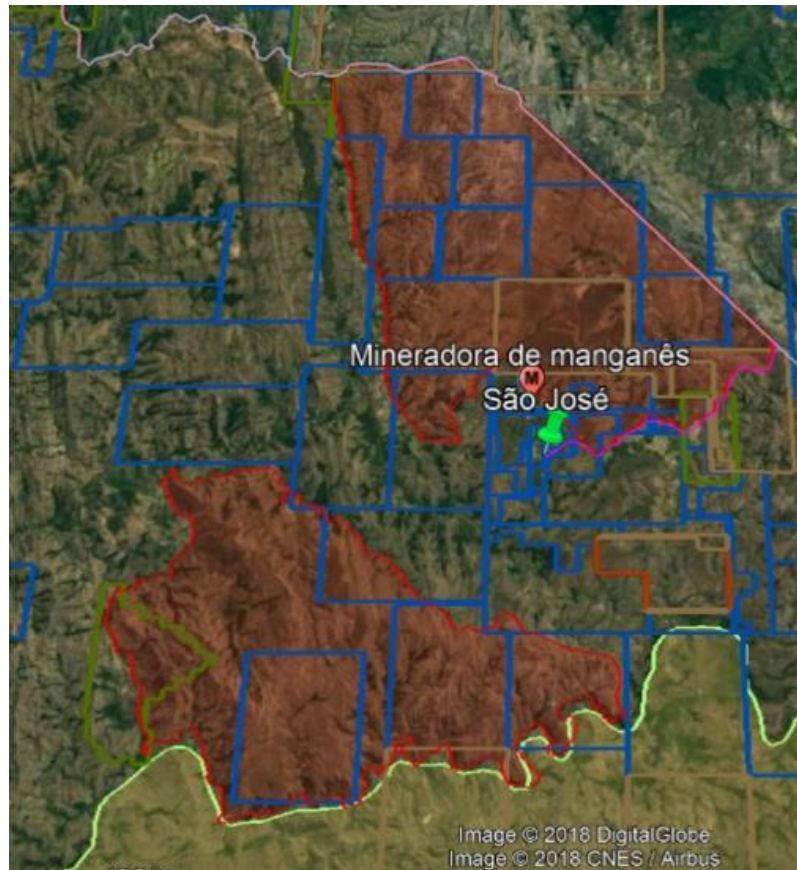 Mineradora de manganês
M
São José
Image © 2018 DigitalGlobe
Image © 2018 CNES / Airbus